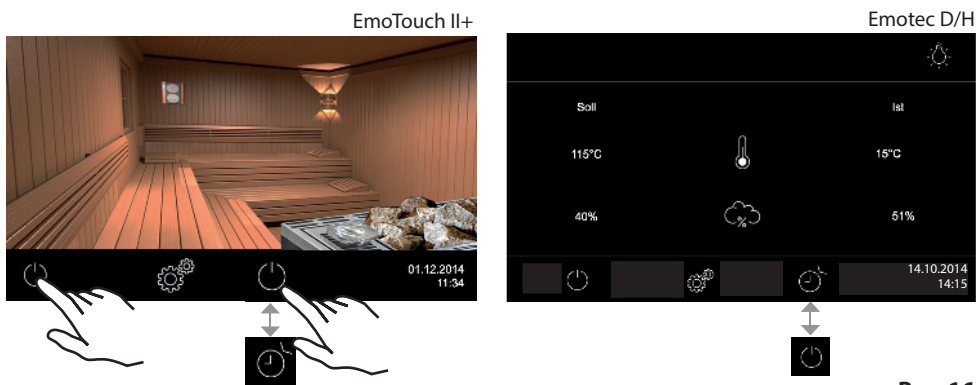 EmoTouch II+
01.12.2014
11:34
Emotec D/H
Soll Ist
115°C 15°C
40% % 51%
14.10.2014
14:15